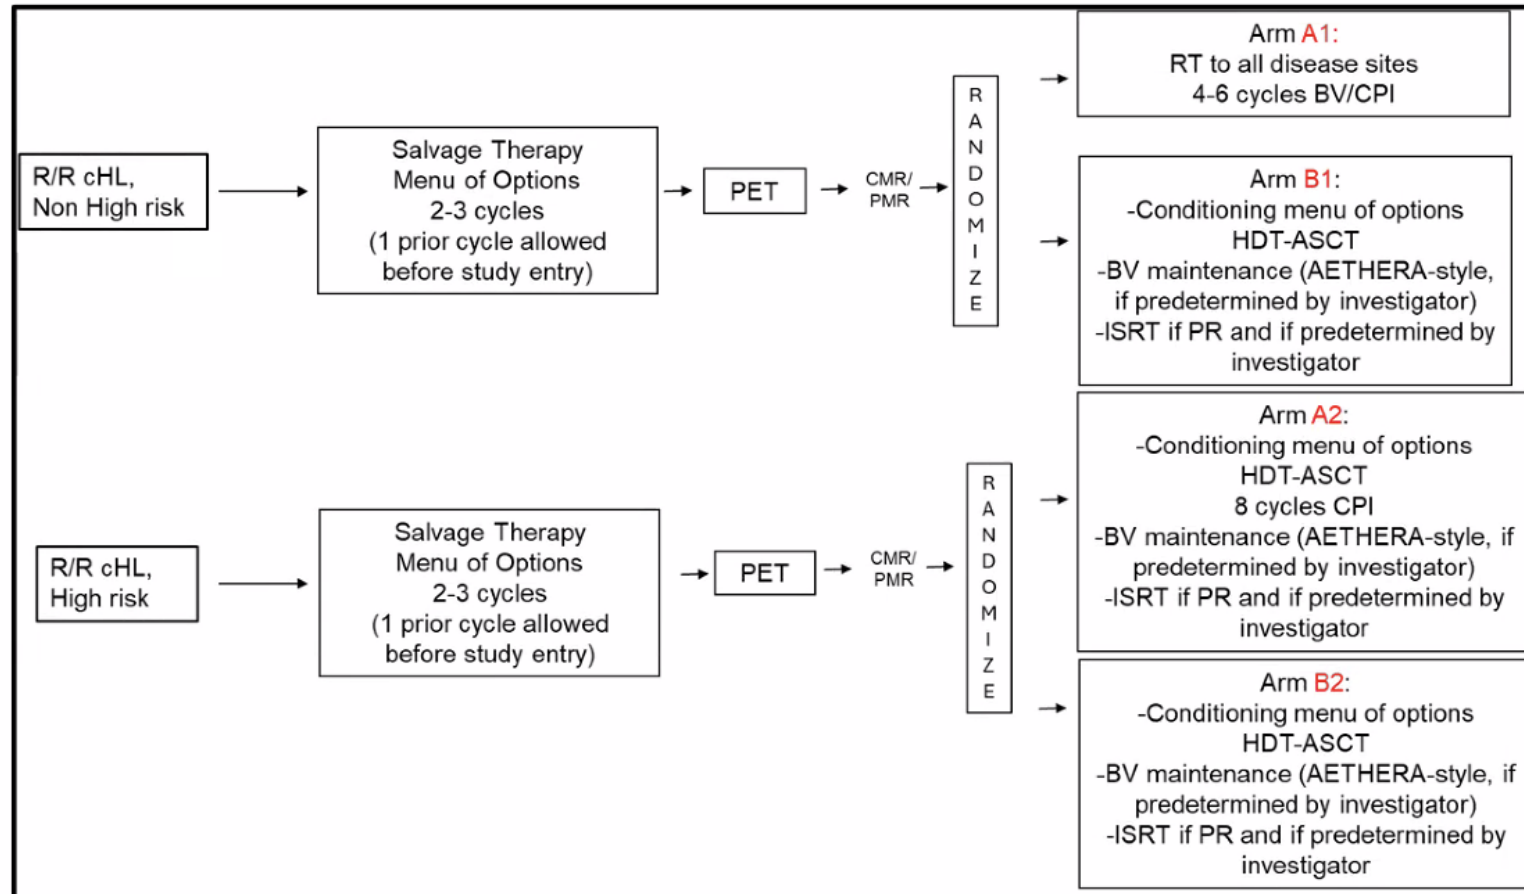 R/R cHL,
Non High risk
Salvage Therapy
Menu of Options
2-3 cycles
(1 prior cycle allowed
before study entry)
PET
CMR/
PMR
RANDOMIZE
Arm A1:
RT to all disease sites
4-6 cycles BV/CPI
Arm B1:
-Conditioning menu of options
HDT-ASCT
-BV maintenance (AETHERA-style,
if predetermined by investigator)
-ISRT if PR and if predetermined by
investigator
R/R cHL,
High risk
Salvage Therapy
Menu of Options
2-3 cycles
(1 prior cycle allowed
before study entry)
PET
CMR/
PMR
RANDOMIZE
Arm A2:
-Conditioning menu of options
HDT-ASCT
8 cycles CPI
-BV maintenance (AETHERA-style, if
predetermined by investigator)
-ISRT if PR and if predetermined by
investigator
Arm B2:
-Conditioning menu of options
HDT-ASCT
-BV maintenance (AETHERA-style, if
predetermined by investigator)
-ISRT if PR and if predetermined by
investigator